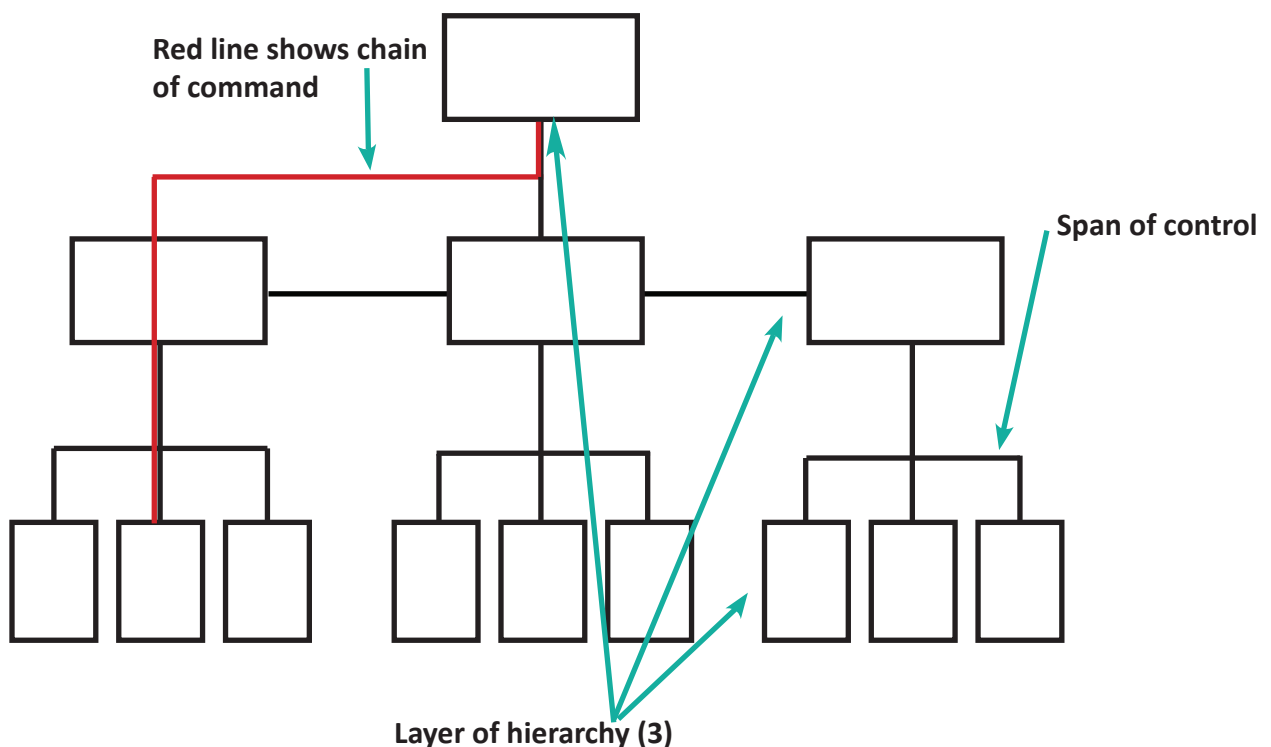 Red line shows chain
of command
Span of control
Layer of hierarchy (3)